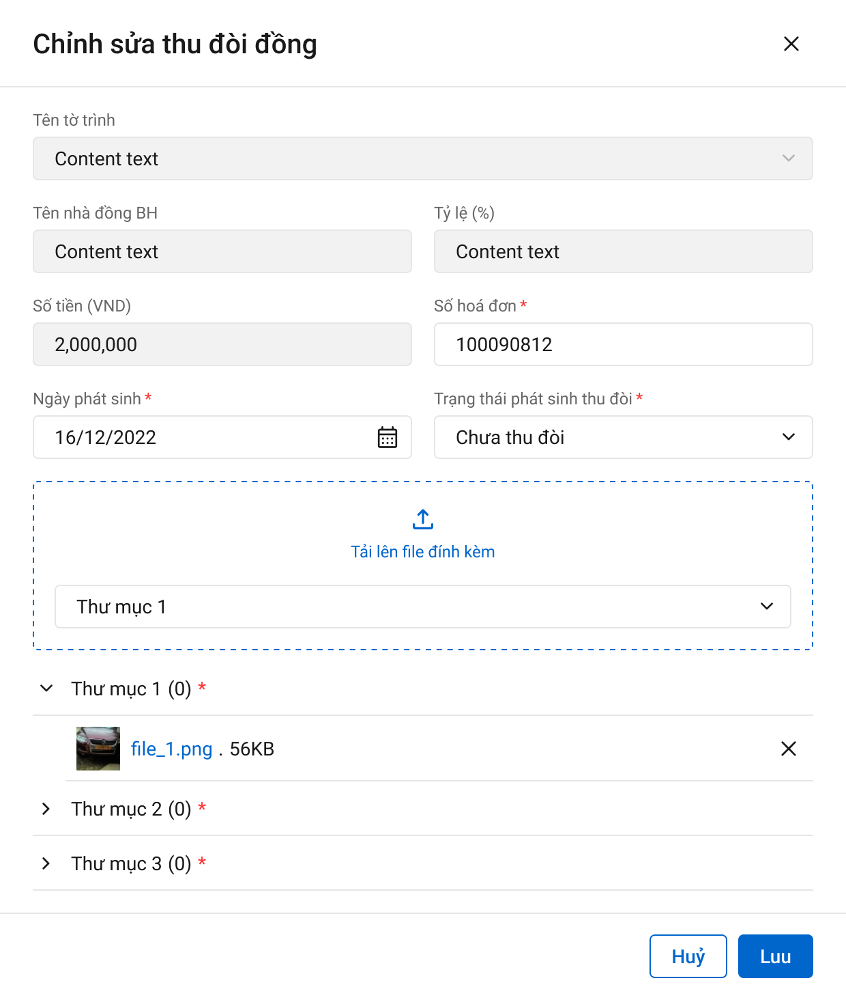 Chỉnh sửa thu đòi đồng
Tên tờ trình
Content text
Tên nhà đồng BH
Tỷ lệ (%)
Content text
Content text
Số tiền (VND)
Số hoá đơn *
2,000,000
100090812
Ngày phát sinh *
Trạng thái phát sinh thu đòi *
16/12/2022
Chưa thu đòi
Tải lên file đính kèm
Thư mục 1
Thư mục 1 (0) *
file_1.png . 56KB
Thư mục 2 (0) *
Thư mục 3 (0) *
Huỷ
Luu